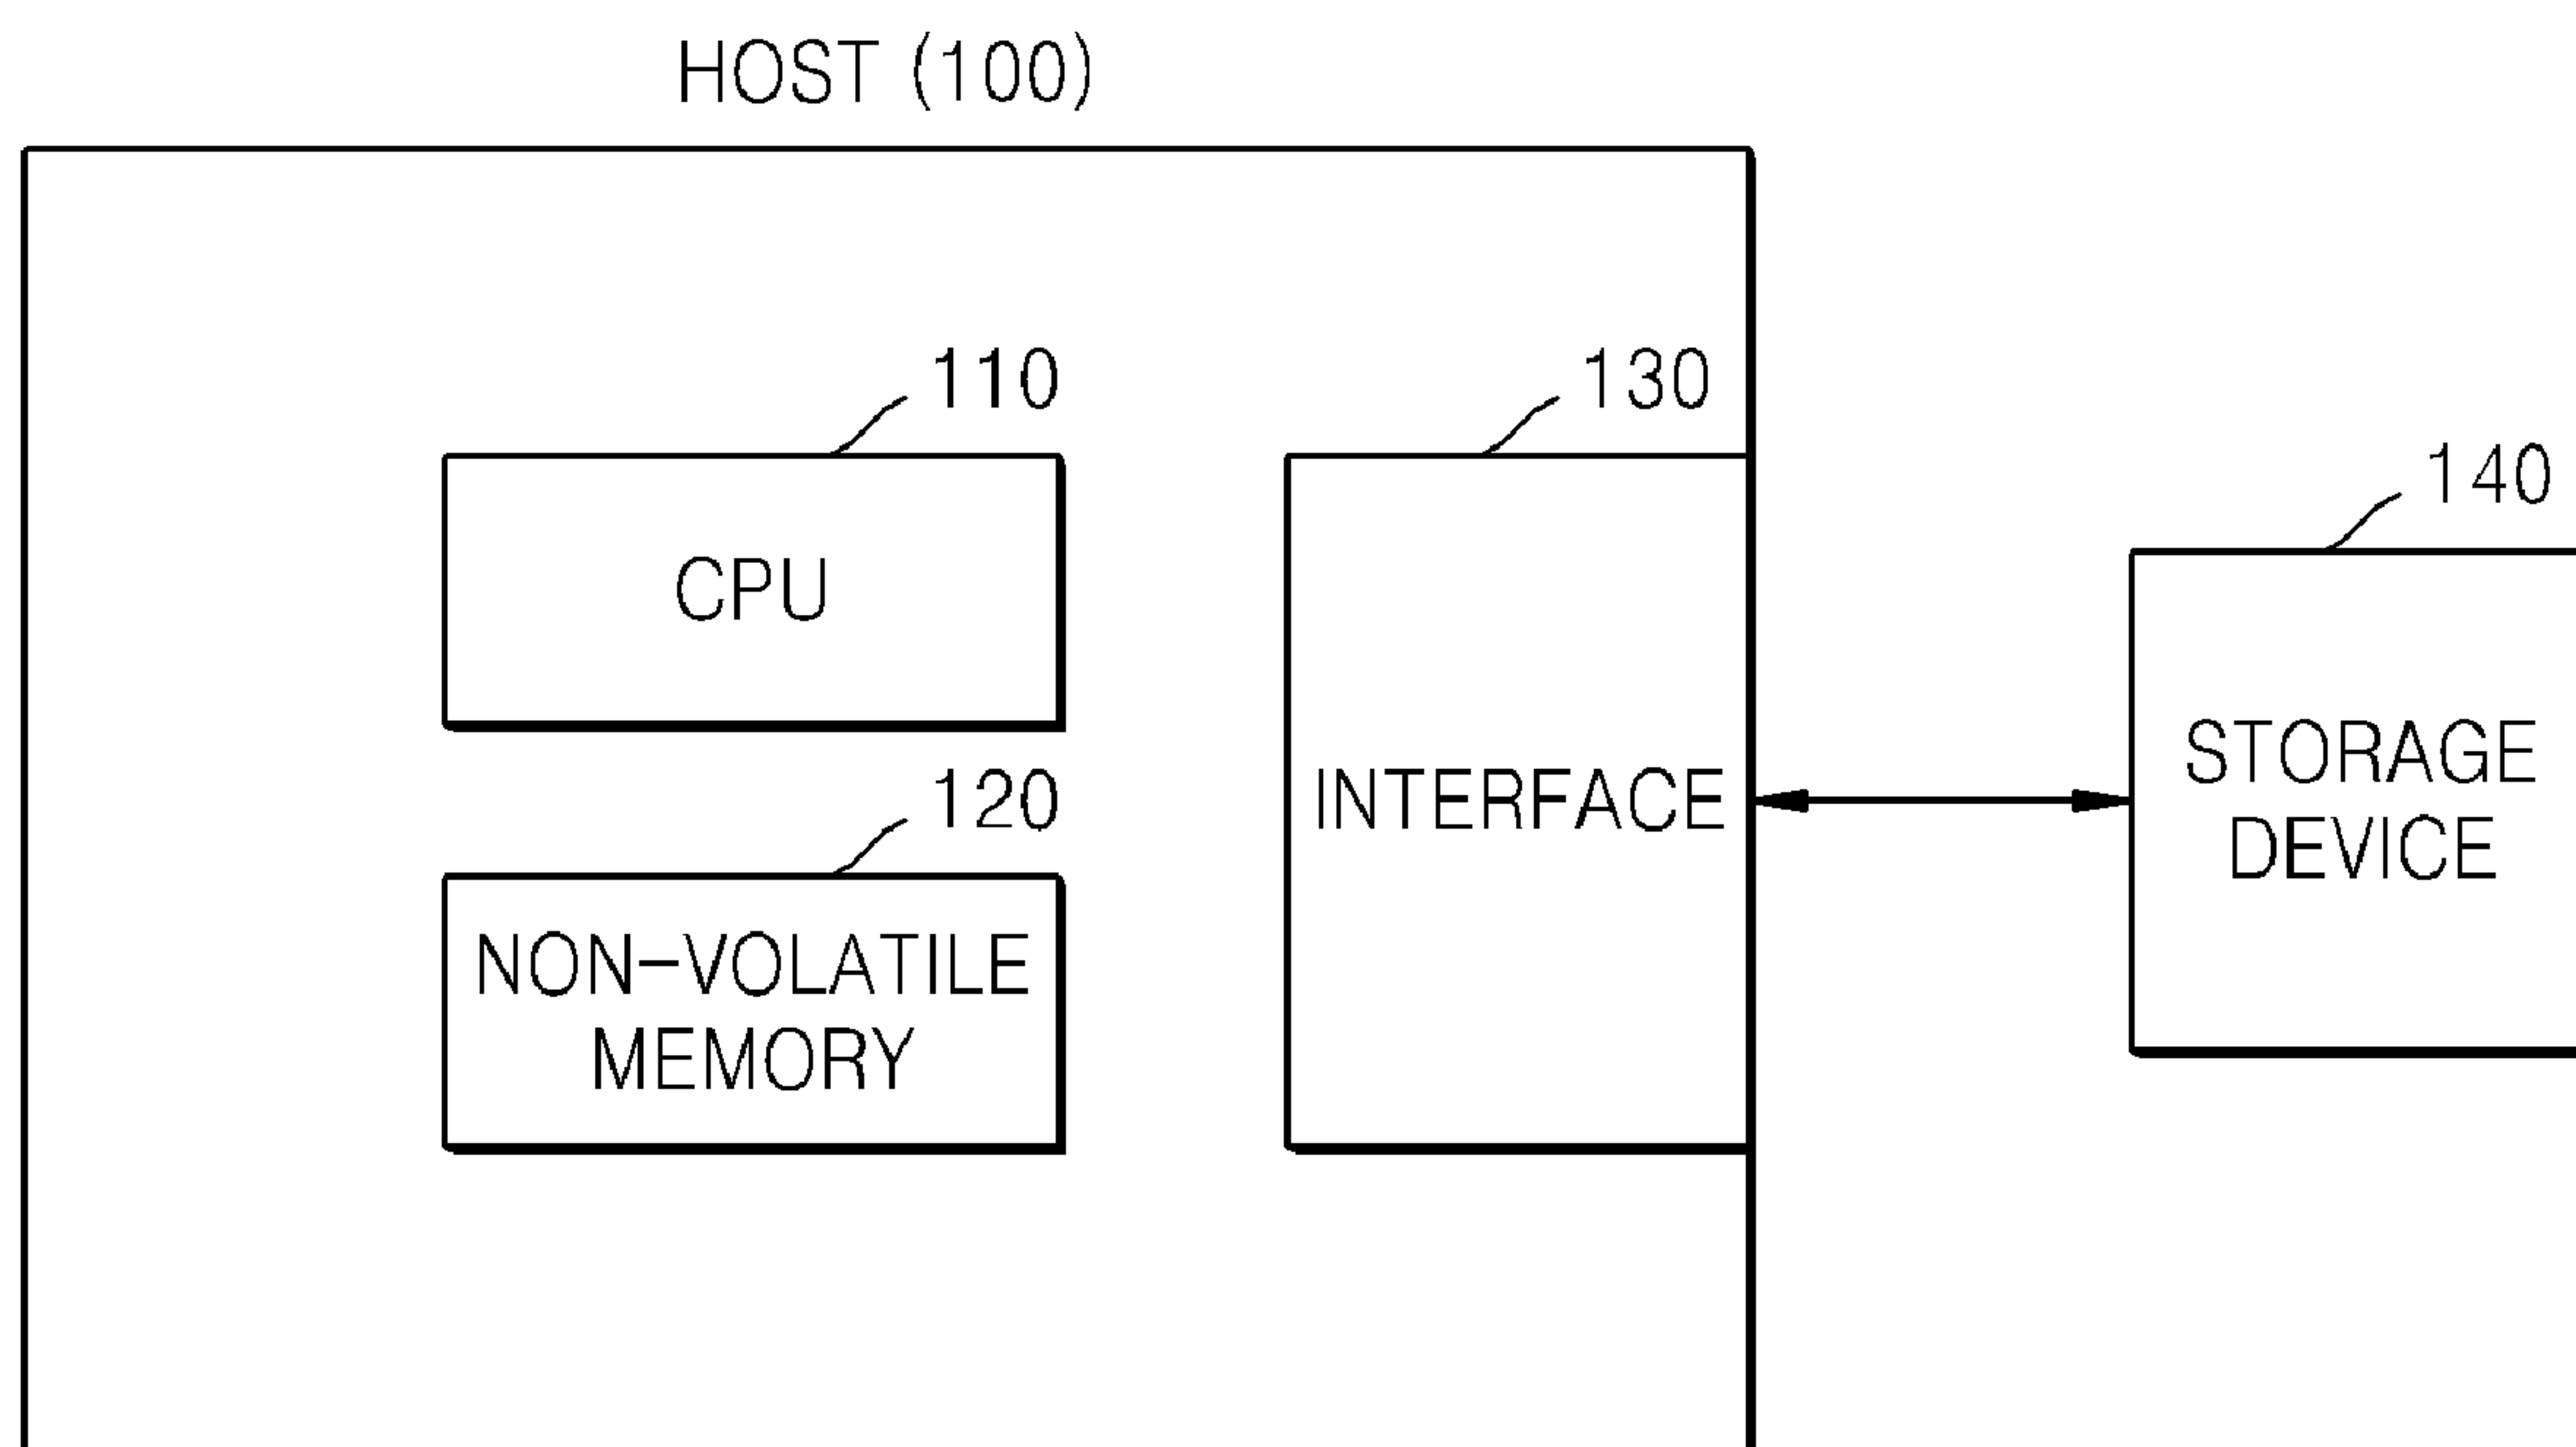 HOST (100)
110
130
140
CPU
STORAGE
DEVICE
120
INTERFACE
NON-VOLATILE
MEMORY